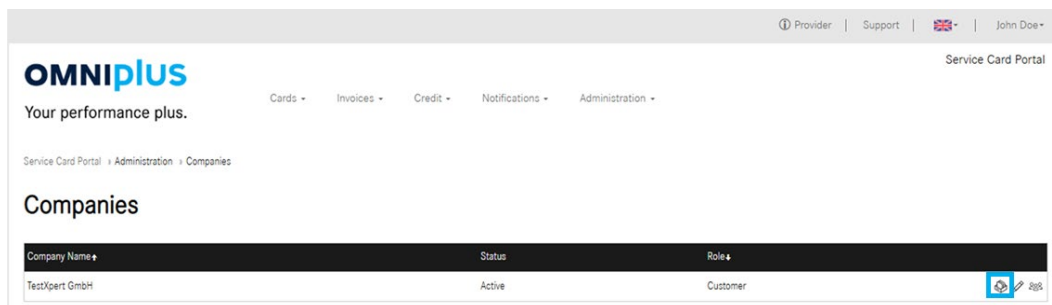 Provider | Support | John Doe
Service Card Portal
OMNIplus
Your performance plus.
Cards Invoices Credit Notifications Administration
Service Card Portal › Administration › Companies
Companies
Company Name Status Role
TestXpert GmbH Active Customer